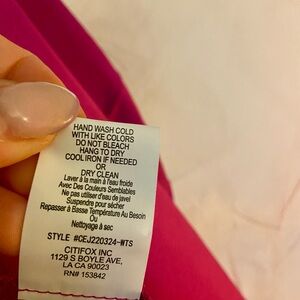 HAND WASH COLD
WITH LIKE COLORS
DO NOT BLEACH
HANG TO DRY
COOL IRON IF NEEDED
OR
DRY CLEAN
Laver à la main à l'eau froide
Avec Des Couleurs Semblables
Ne pas utiliser d'eau de javel
Suspendre pour sécher
Repasser à Basse Température Au Besoin
Ou
Nettoyage à sec
STYLE #CEJ220324-WTS
CITIFOX INC
1129 S BOYLE AVE,
LA CA 90023
RN# 153842